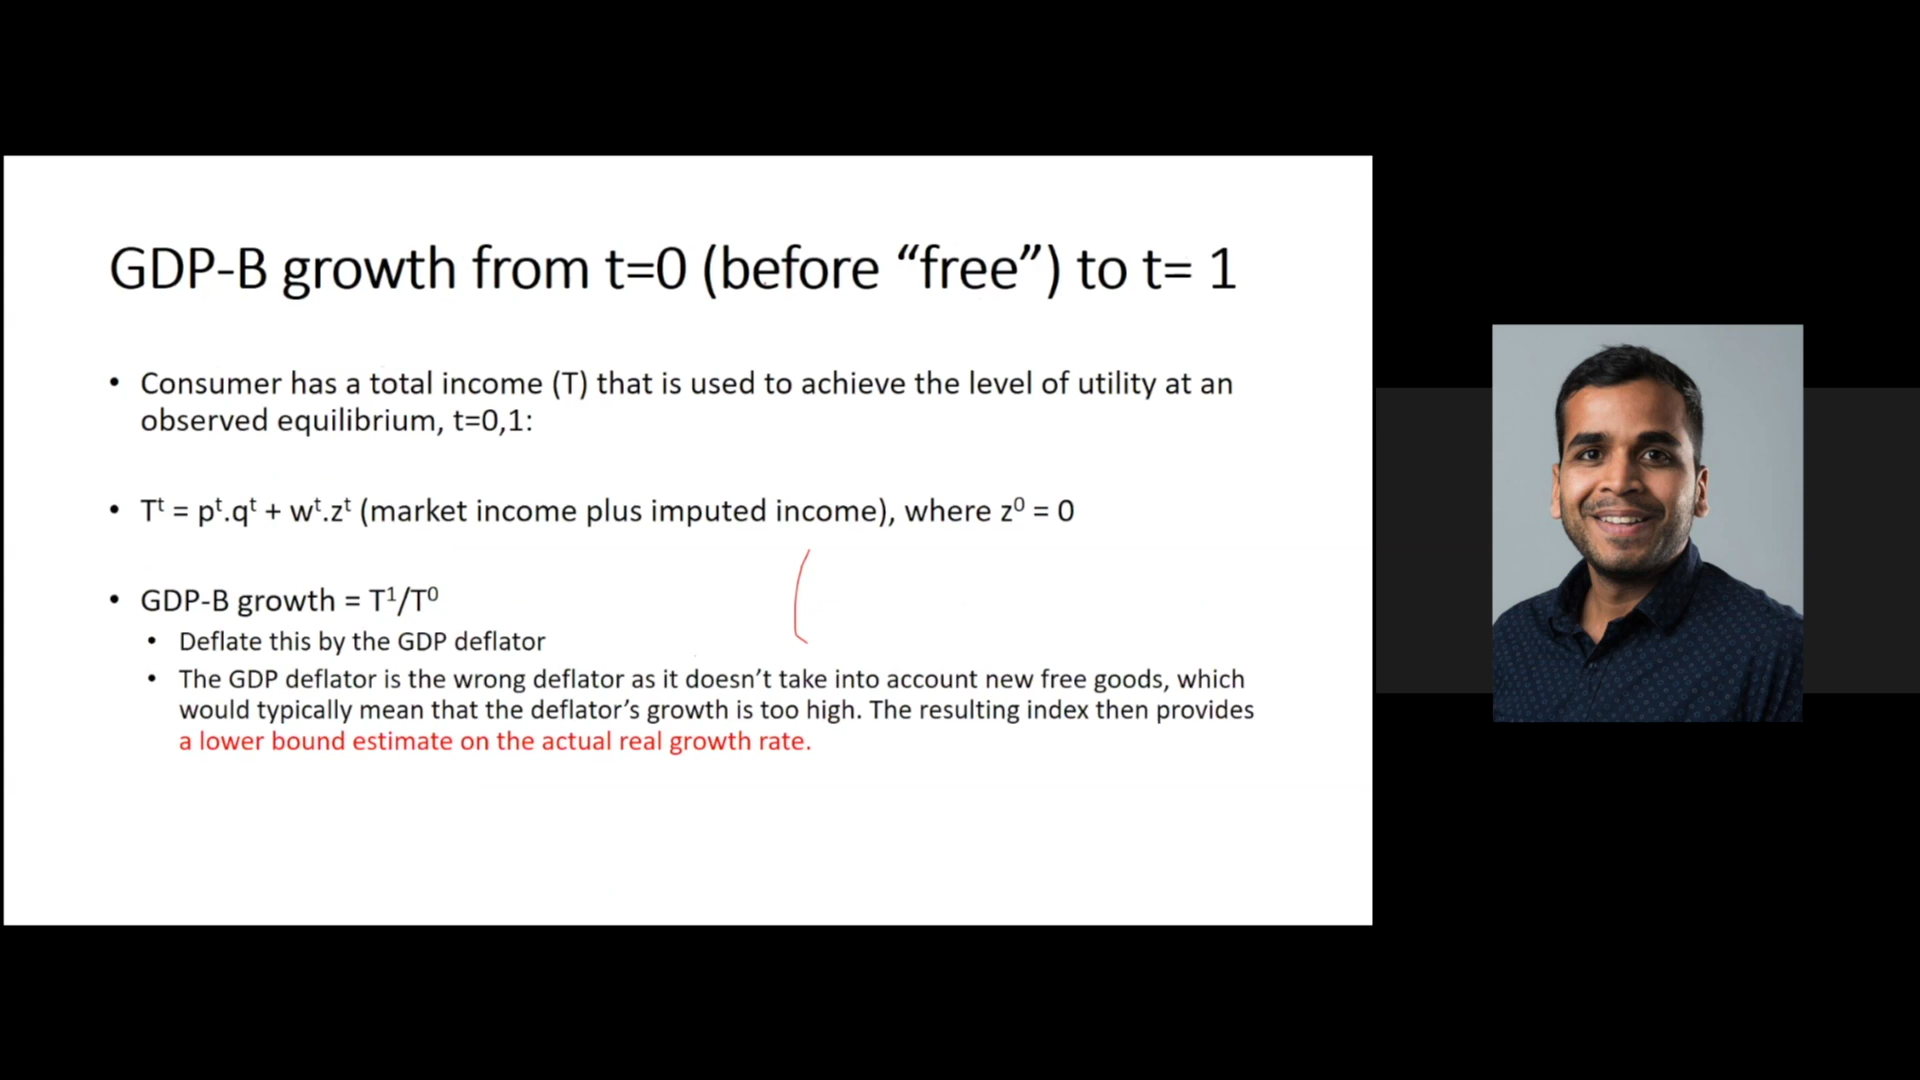 GDP-B growth from t=0 (before “free”) to t= 1
• Consumer has a total income (T) that is used to achieve the level of utility at an
observed equilibrium, t=0,1:
• Tᵗ = pᵗ.qᵗ + wᵗ.zᵗ (market income plus imputed income), where z⁰ = 0
• GDP-B growth = T¹/T⁰
• Deflate this by the GDP deflator
• The GDP deflator is the wrong deflator as it doesn’t take into account new free goods, which
would typically mean that the deflator’s growth is too high. The resulting index then provides
a lower bound estimate on the actual real growth rate.